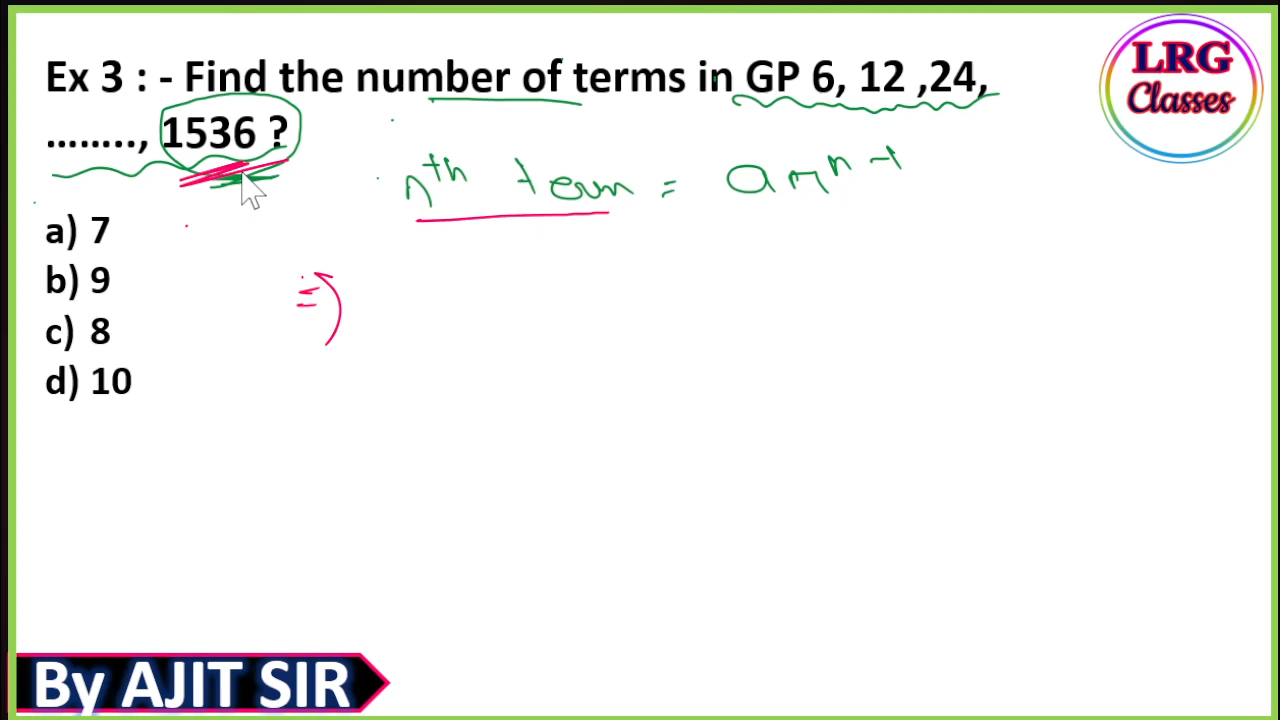 Ex 3 : - Find the number of terms in GP 6, 12 ,24,
........, 1536 ?
nth term = ar^n-1
a) 7
b) 9
c) 8
d) 10
=)
LRG
Classes
By AJIT SIR